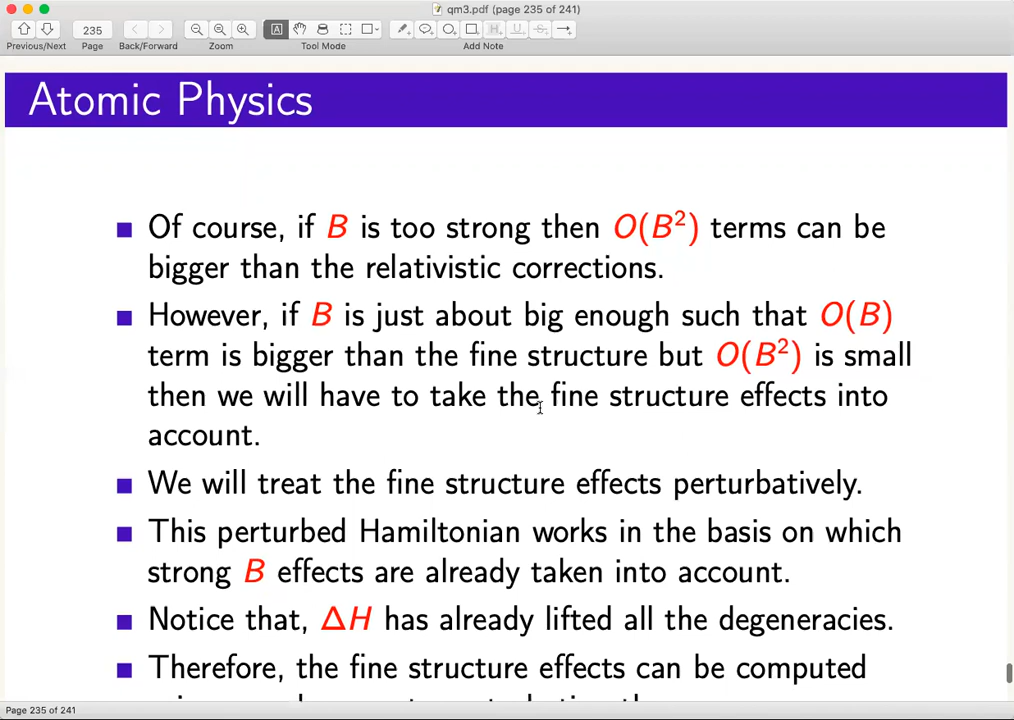 qm3.pdf (page 235 of 241)
235
Previous/Next
Page
Back/Forward
Zoom
Tool Mode
Add Note
Atomic Physics
Of course, if B is too strong then O(B²) terms can be
bigger than the relativistic corrections.
However, if B is just about big enough such that O(B)
term is bigger than the fine structure but O(B²) is small
then we will have to take the fine structure effects into
account.
We will treat the fine structure effects perturbatively.
This perturbed Hamiltonian works in the basis on which
strong B effects are already taken into account.
Notice that, ΔH has already lifted all the degeneracies.
Therefore, the fine structure effects can be computed
Page 235 of 241